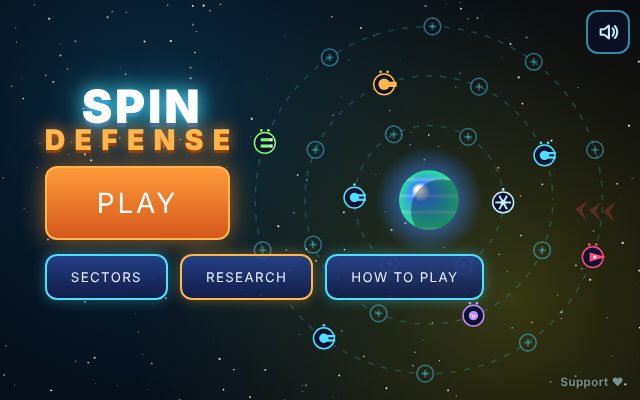 SPIN
DEFENSE
PLAY
SECTORS
RESEARCH
HOW TO PLAY
Support ♥